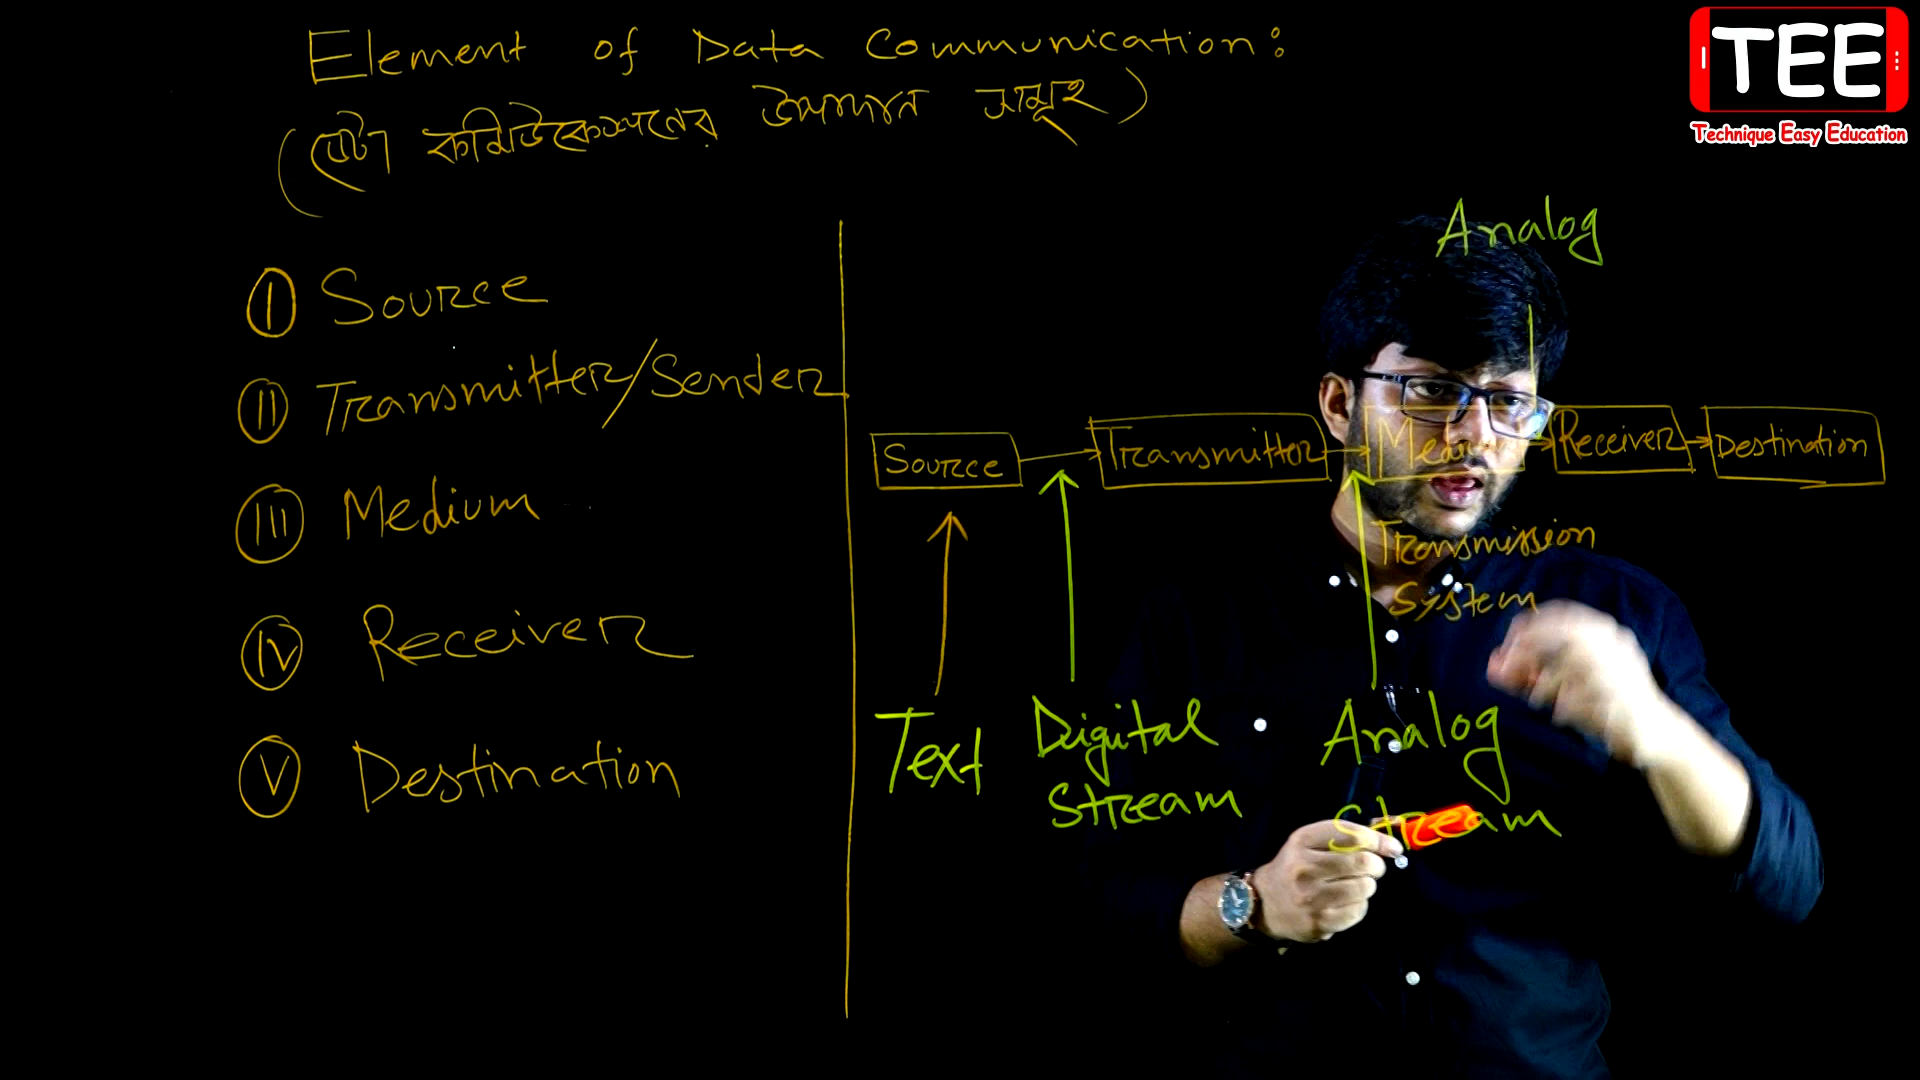 Element of Data Communication:
(ডেটা কমিউনিকেশনের উপাদান সমূহ)
TEE
Technique Easy Education
I Source
II Transmitter/Sender
III Medium
IV Receiver
V Destination
Analog
Source Transmitter Medium Receiver Destination
Transmission
System
Text Digital Analog
Stream Stream